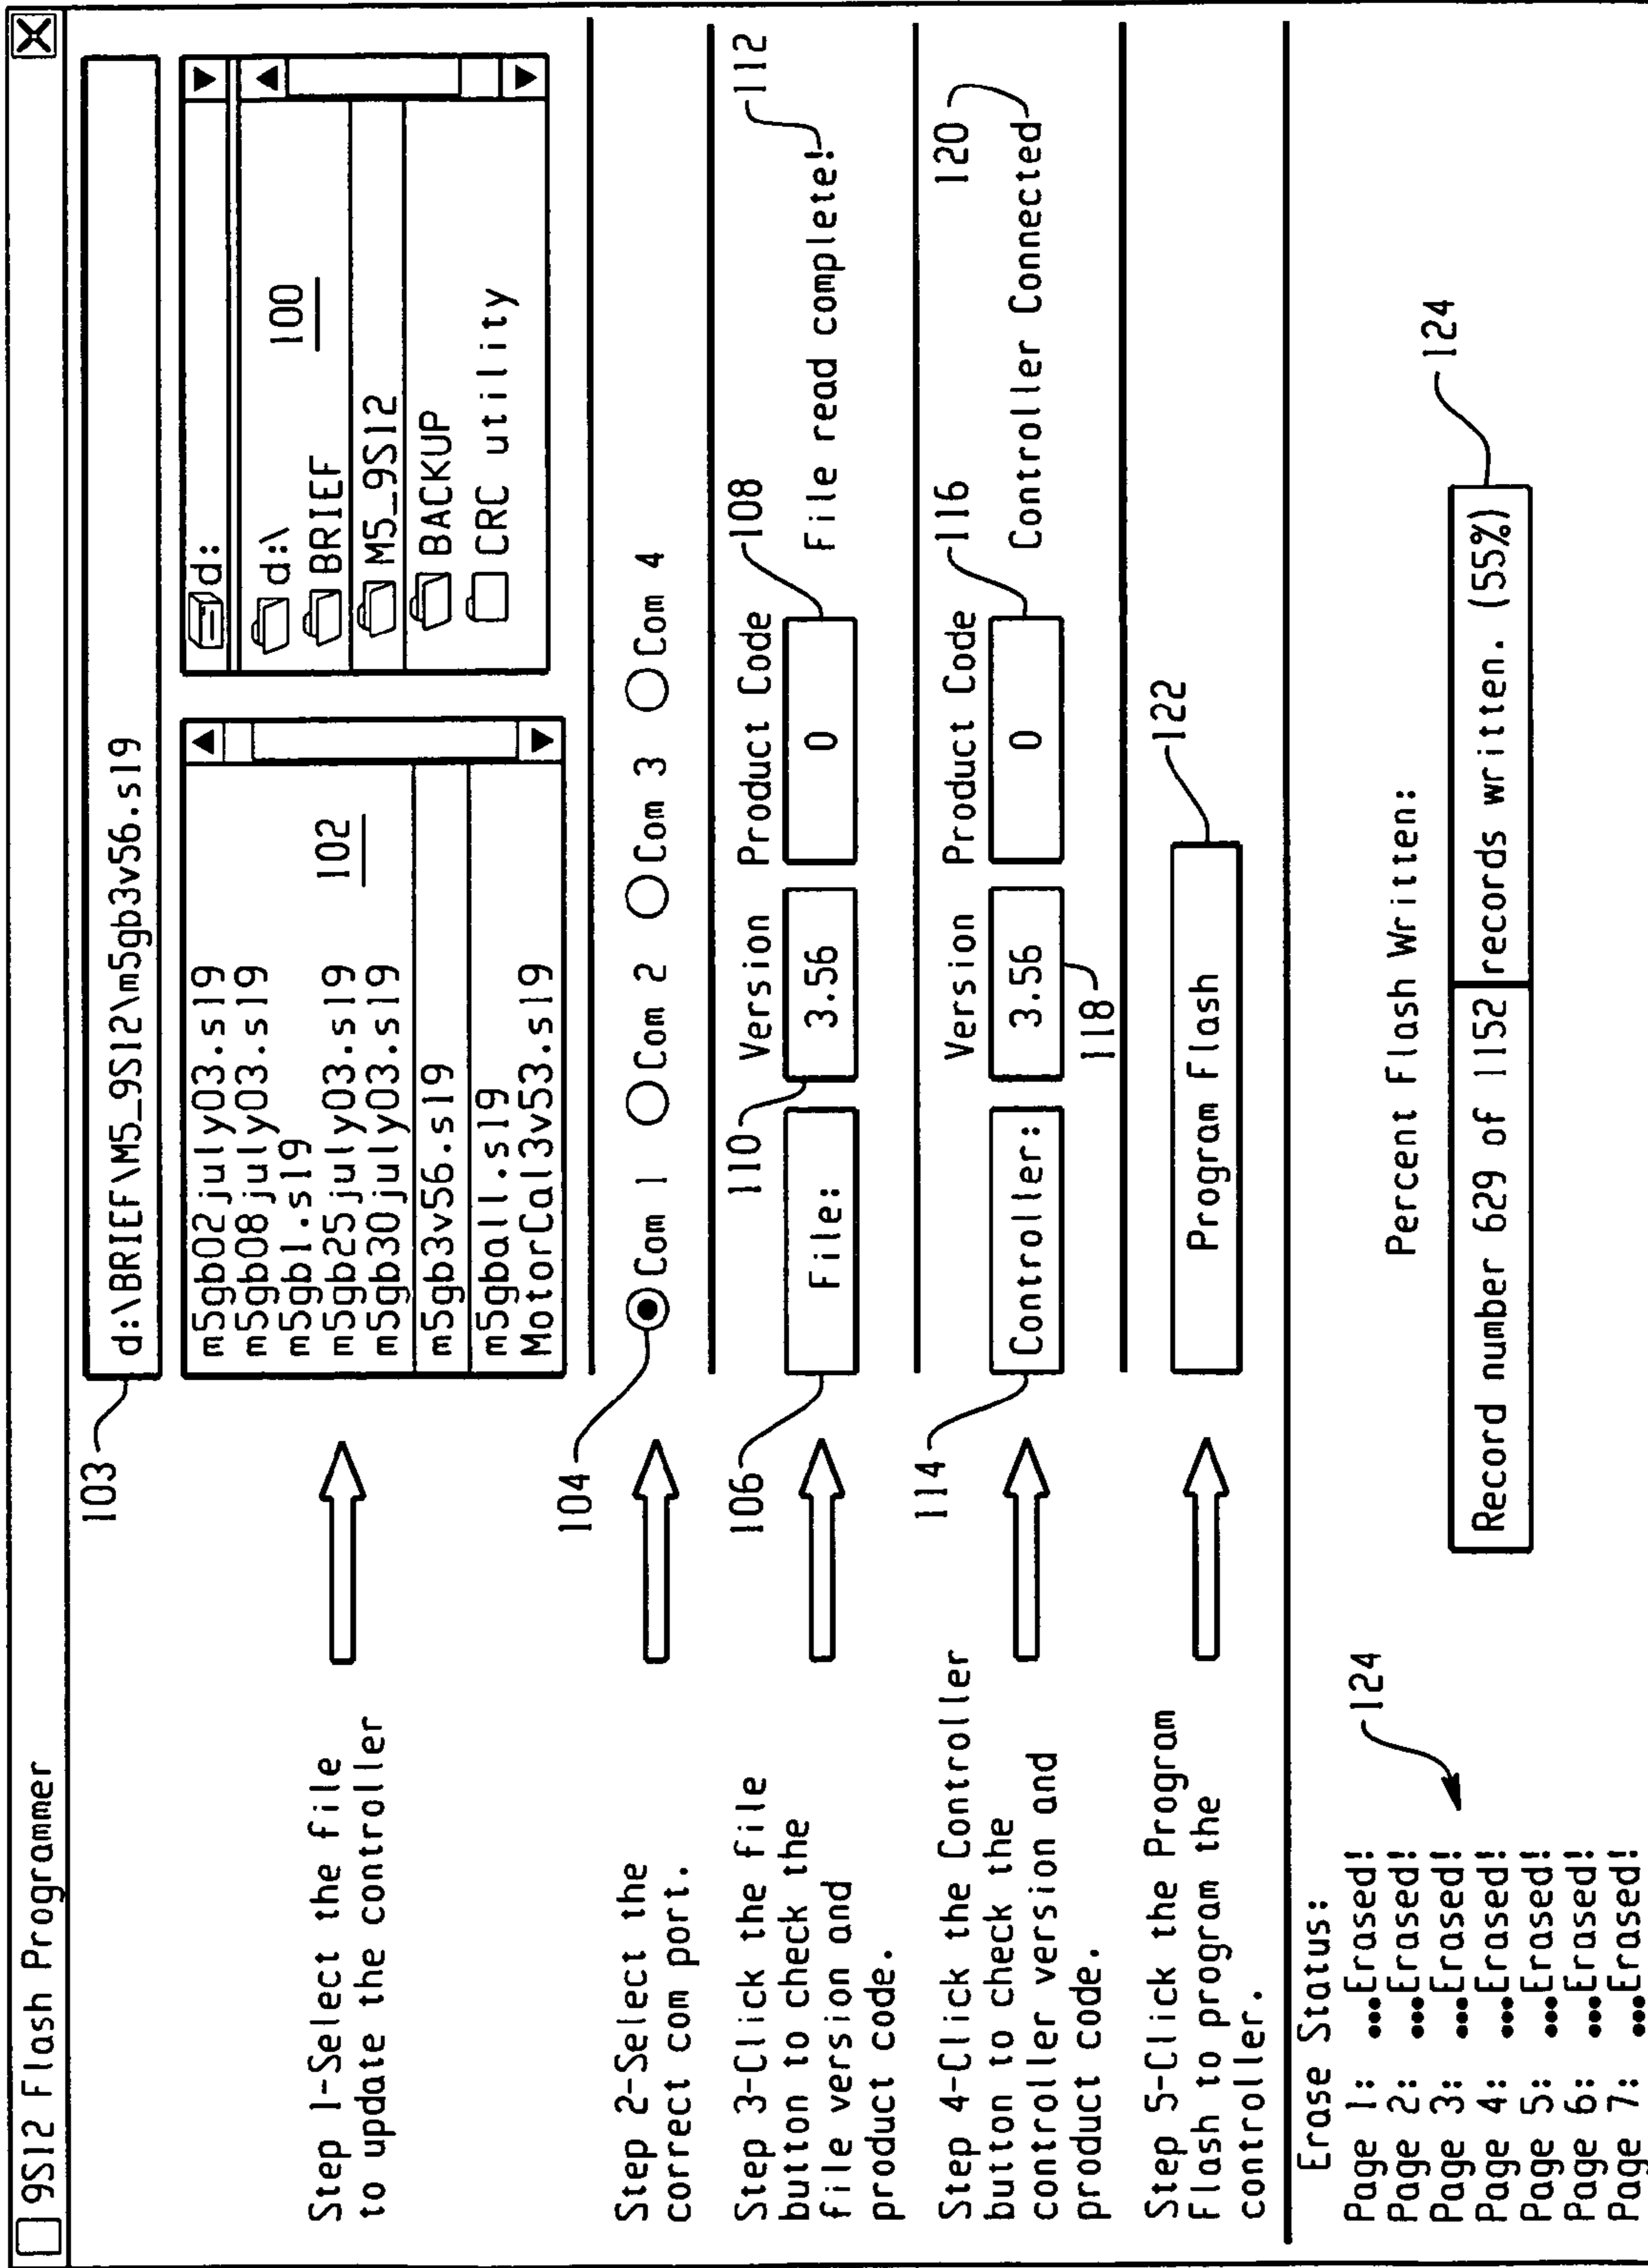 9S12 Flash Programmer
103
d:\BRIEF\M5_9S12\m5gb3v56.s19
Step 1-Select the file
to update the controller
m5gb02july03.s19
m5gb08july03.s19
m5gb1.s19
m5gb25july03.s19
m5gb30july03.s19
m5gb3v56.s19
m5gball.s19
MotorCal3v53.s19
102
d:
d:\
BRIEF
M5_9S12
BACKUP
CRC utility
100
Step 2-Select the
correct com port.
104
Com 1 Com 2 Com 3 Com 4
Step 3-Click the file
button to check the
file version and
product code.
106
110
Version Product Code
108
File: 3.56 0 File read complete!
112
Step 4-Click the Controller
button to check the
controller version and
product code.
114
Version Product Code
116
120
Controller: 3.56 0 Controller Connected
118
Step 5-Click the Program
Flash to program the
controller.
Program Flash
122
Erase Status:
Page 1: •••Erased!
Page 2: •••Erased!
Page 3: •••Erased!
Page 4: •••Erased!
Page 5: •••Erased!
Page 6: •••Erased!
Page 7: •••Erased!
124
Percent Flash Written:
Record number 629 of 1152 records written. (55%)
124